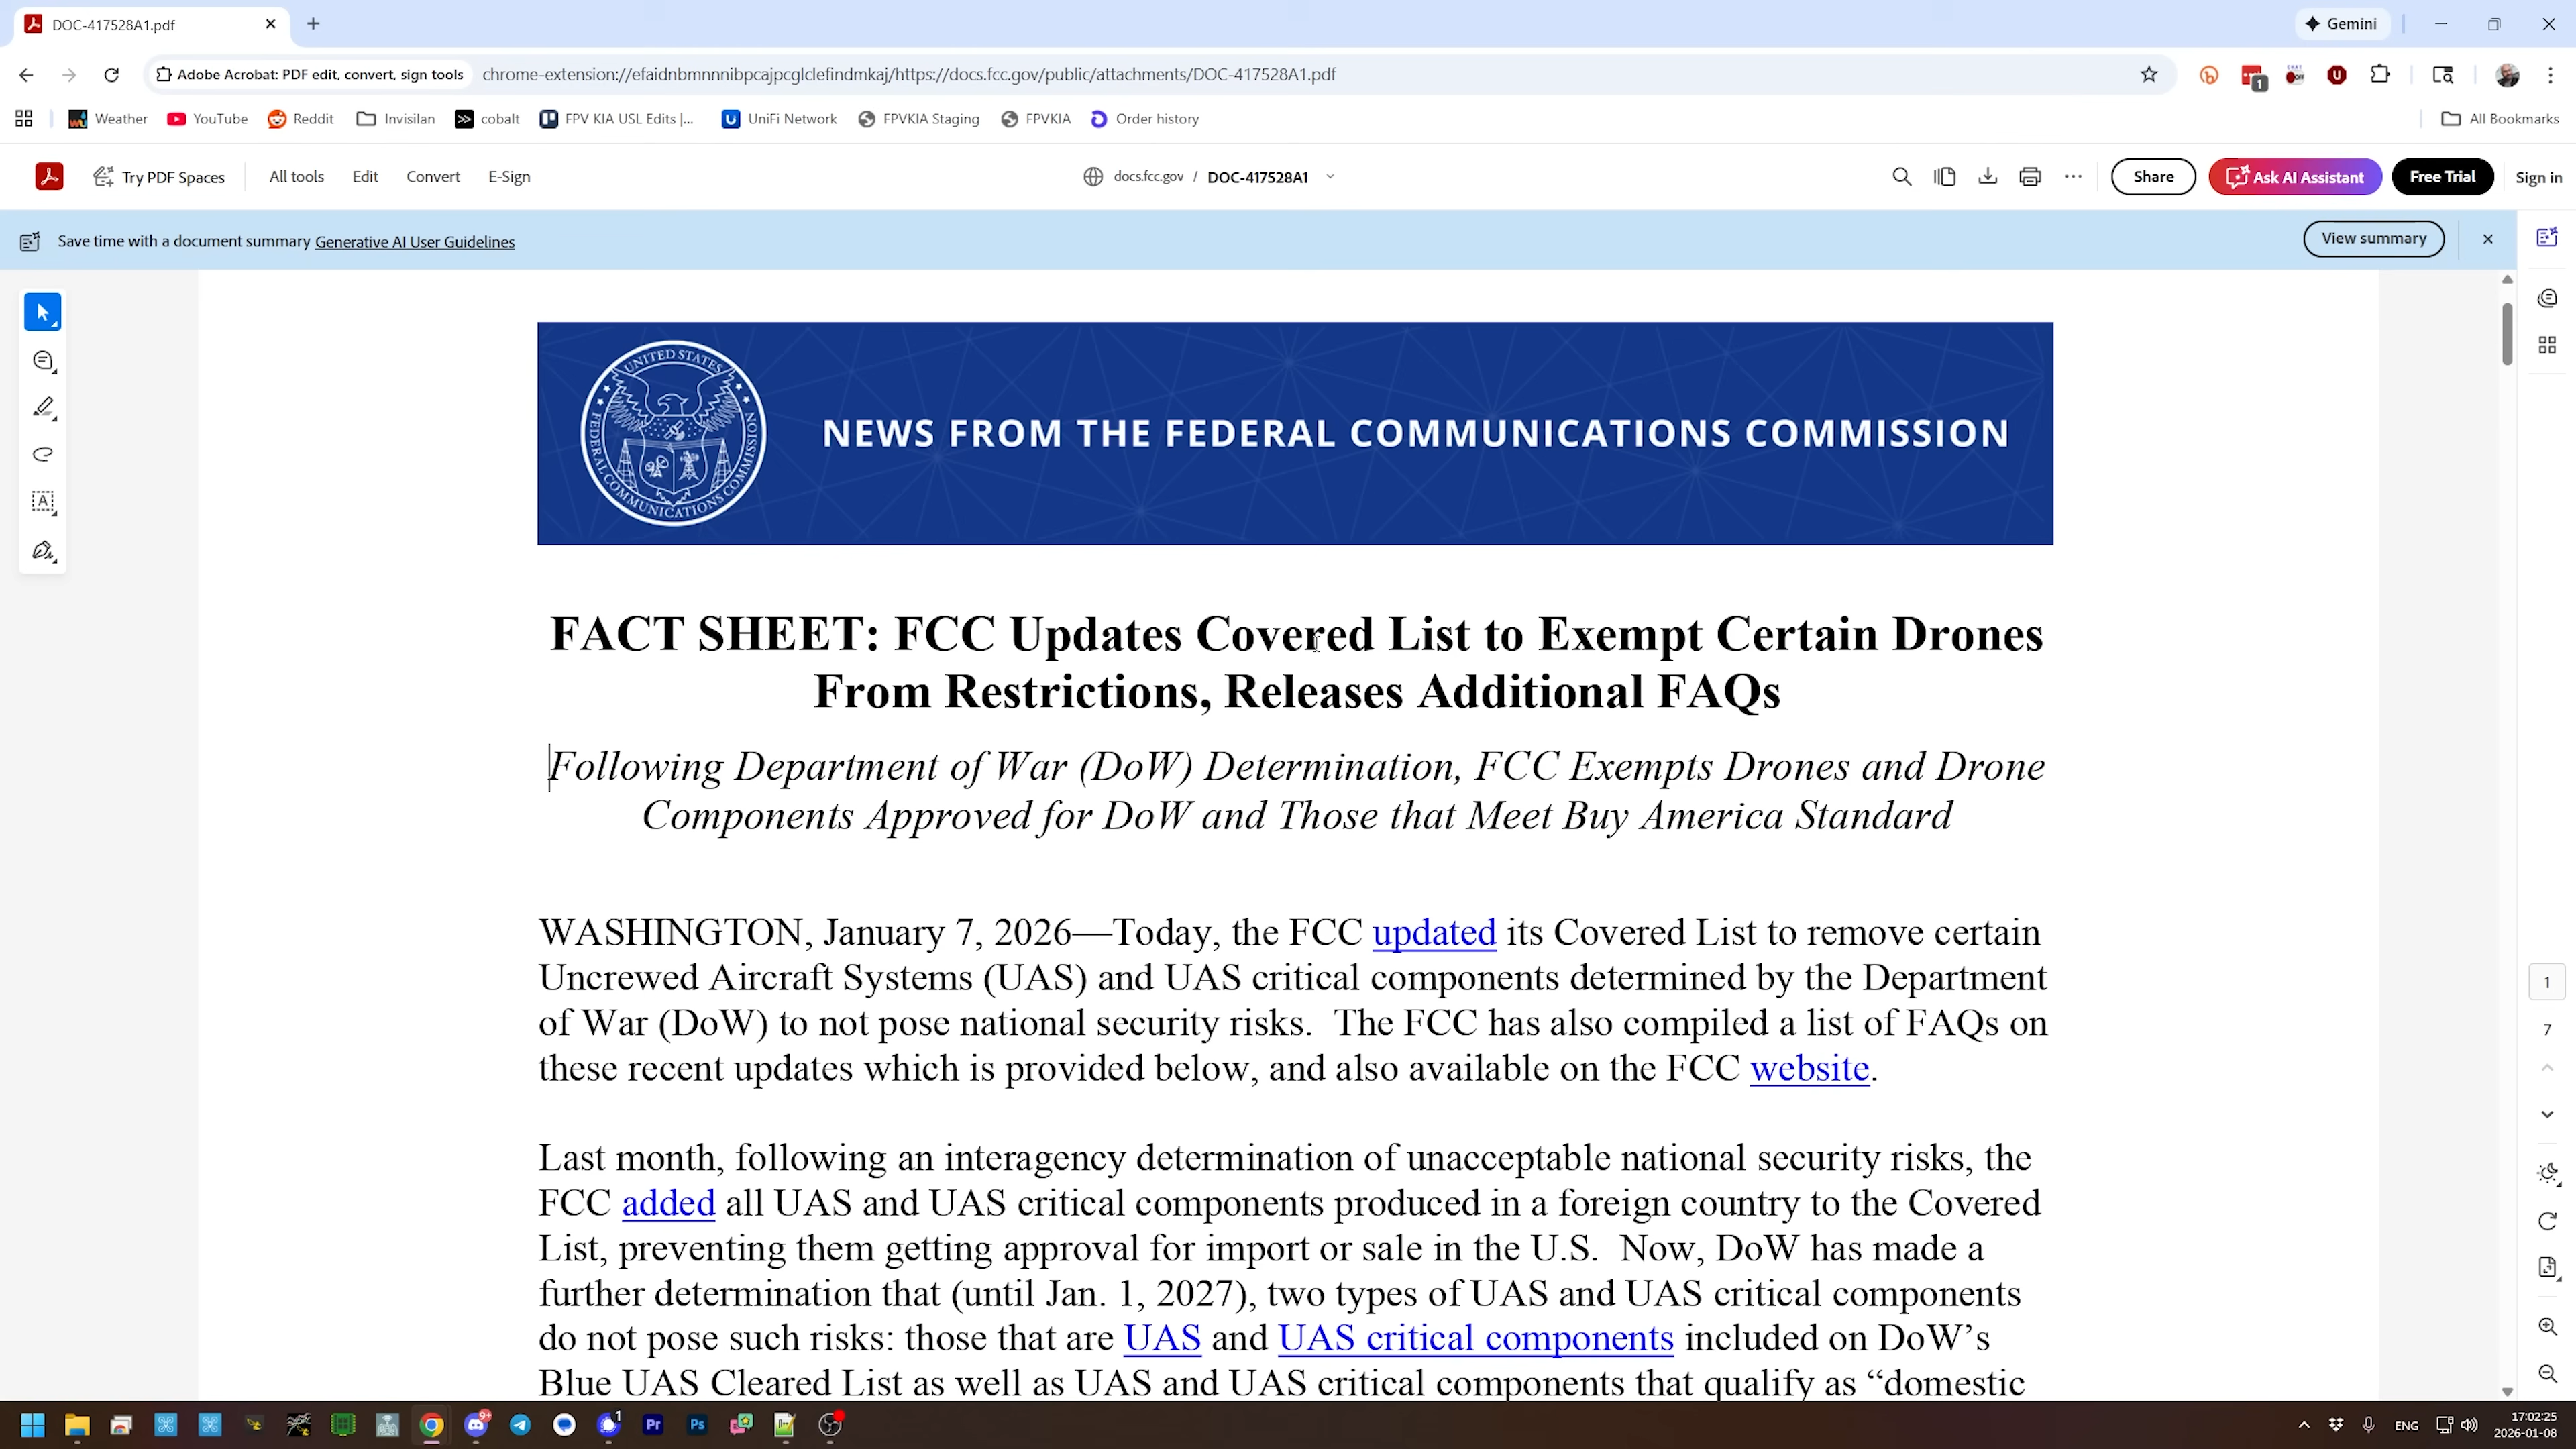 DOC-417528A1.pdf
Gemini
Adobe Acrobat: PDF edit, convert, sign tools
chrome-extension://efaidnbmnnnibpcajpcglclefindmkaj/https://docs.fcc.gov/public/attachments/DOC-417528A1.pdf
1
Weather
YouTube
Reddit
Invisilan
cobalt
FPV KIA USL Edits |...
UniFi Network
FPVKIA Staging
FPVKIA
Order history
All Bookmarks
Try PDF Spaces
All tools
Edit
Convert
E-Sign
docs.fcc.gov / DOC-417528A1
Share
Ask AI Assistant
Free Trial
Sign in
Save time with a document summary Generative AI User Guidelines
View summary
UNITED STATES
FEDERAL COMMUNICATIONS COMMISSION
NEWS FROM THE FEDERAL COMMUNICATIONS COMMISSION
FACT SHEET: FCC Updates Covered List to Exempt Certain Drones
From Restrictions, Releases Additional FAQs
Following Department of War (DoW) Determination, FCC Exempts Drones and Drone
Components Approved for DoW and Those that Meet Buy America Standard
WASHINGTON, January 7, 2026—Today, the FCC updated its Covered List to remove certain
Uncrewed Aircraft Systems (UAS) and UAS critical components determined by the Department
of War (DoW) to not pose national security risks.  The FCC has also compiled a list of FAQs on
these recent updates which is provided below, and also available on the FCC website.
Last month, following an interagency determination of unacceptable national security risks, the
FCC added all UAS and UAS critical components produced in a foreign country to the Covered
List, preventing them getting approval for import or sale in the U.S.  Now, DoW has made a
further determination that (until Jan. 1, 2027), two types of UAS and UAS critical components
do not pose such risks: those that are UAS and UAS critical components included on DoW’s
Blue UAS Cleared List as well as UAS and UAS critical components that qualify as “domestic
1
7
9+
1
Pr
Ps
ENG
17:02:25
2026-01-08